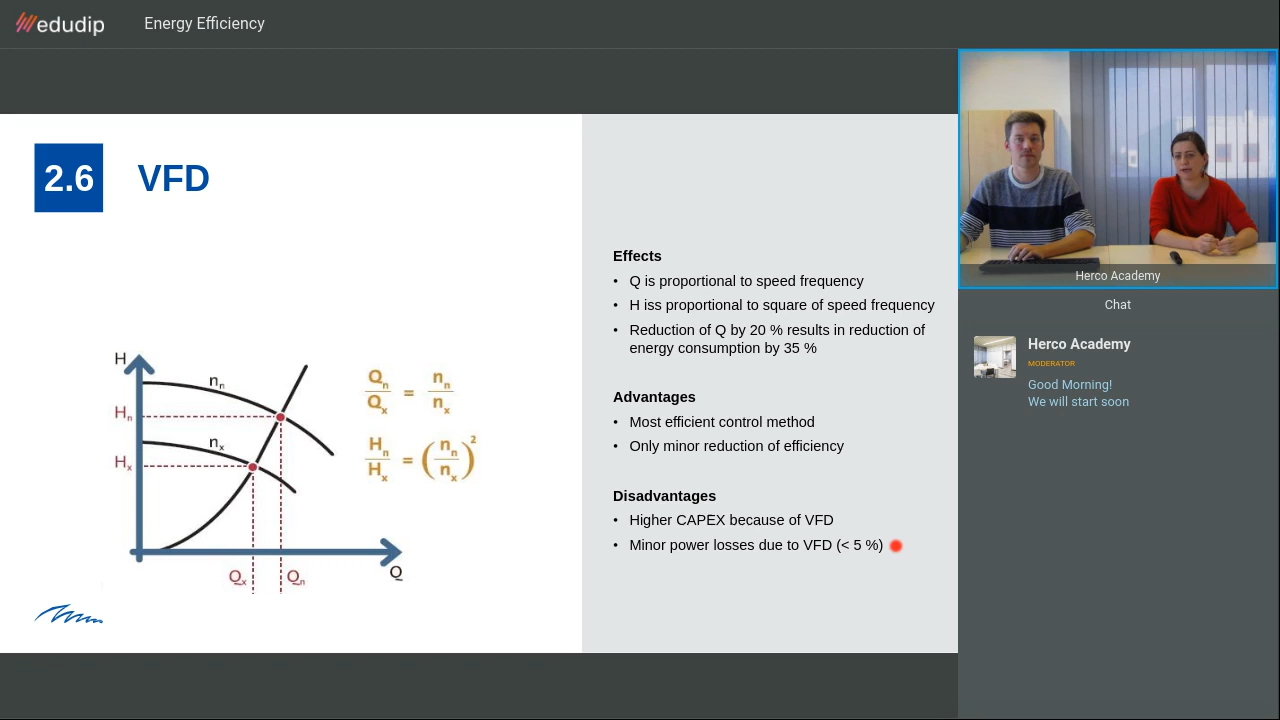 edudip
Energy Efficiency
2.6 VFD
H
nn
Hn
nx
Hx
Qx
Qn
Q
Qn
Qx
=
nn
nx
Hn
Hx
=
(
nn
nx
)
2
Effects
• Q is proportional to speed frequency
• H iss proportional to square of speed frequency
• Reduction of Q by 20 % results in reduction of
energy consumption by 35 %
Advantages
• Most efficient control method
• Only minor reduction of efficiency
Disadvantages
• Higher CAPEX because of VFD
• Minor power losses due to VFD (< 5 %)
Herco Academy
Chat
Herco Academy
MODERATOR
Good Morning!
We will start soon